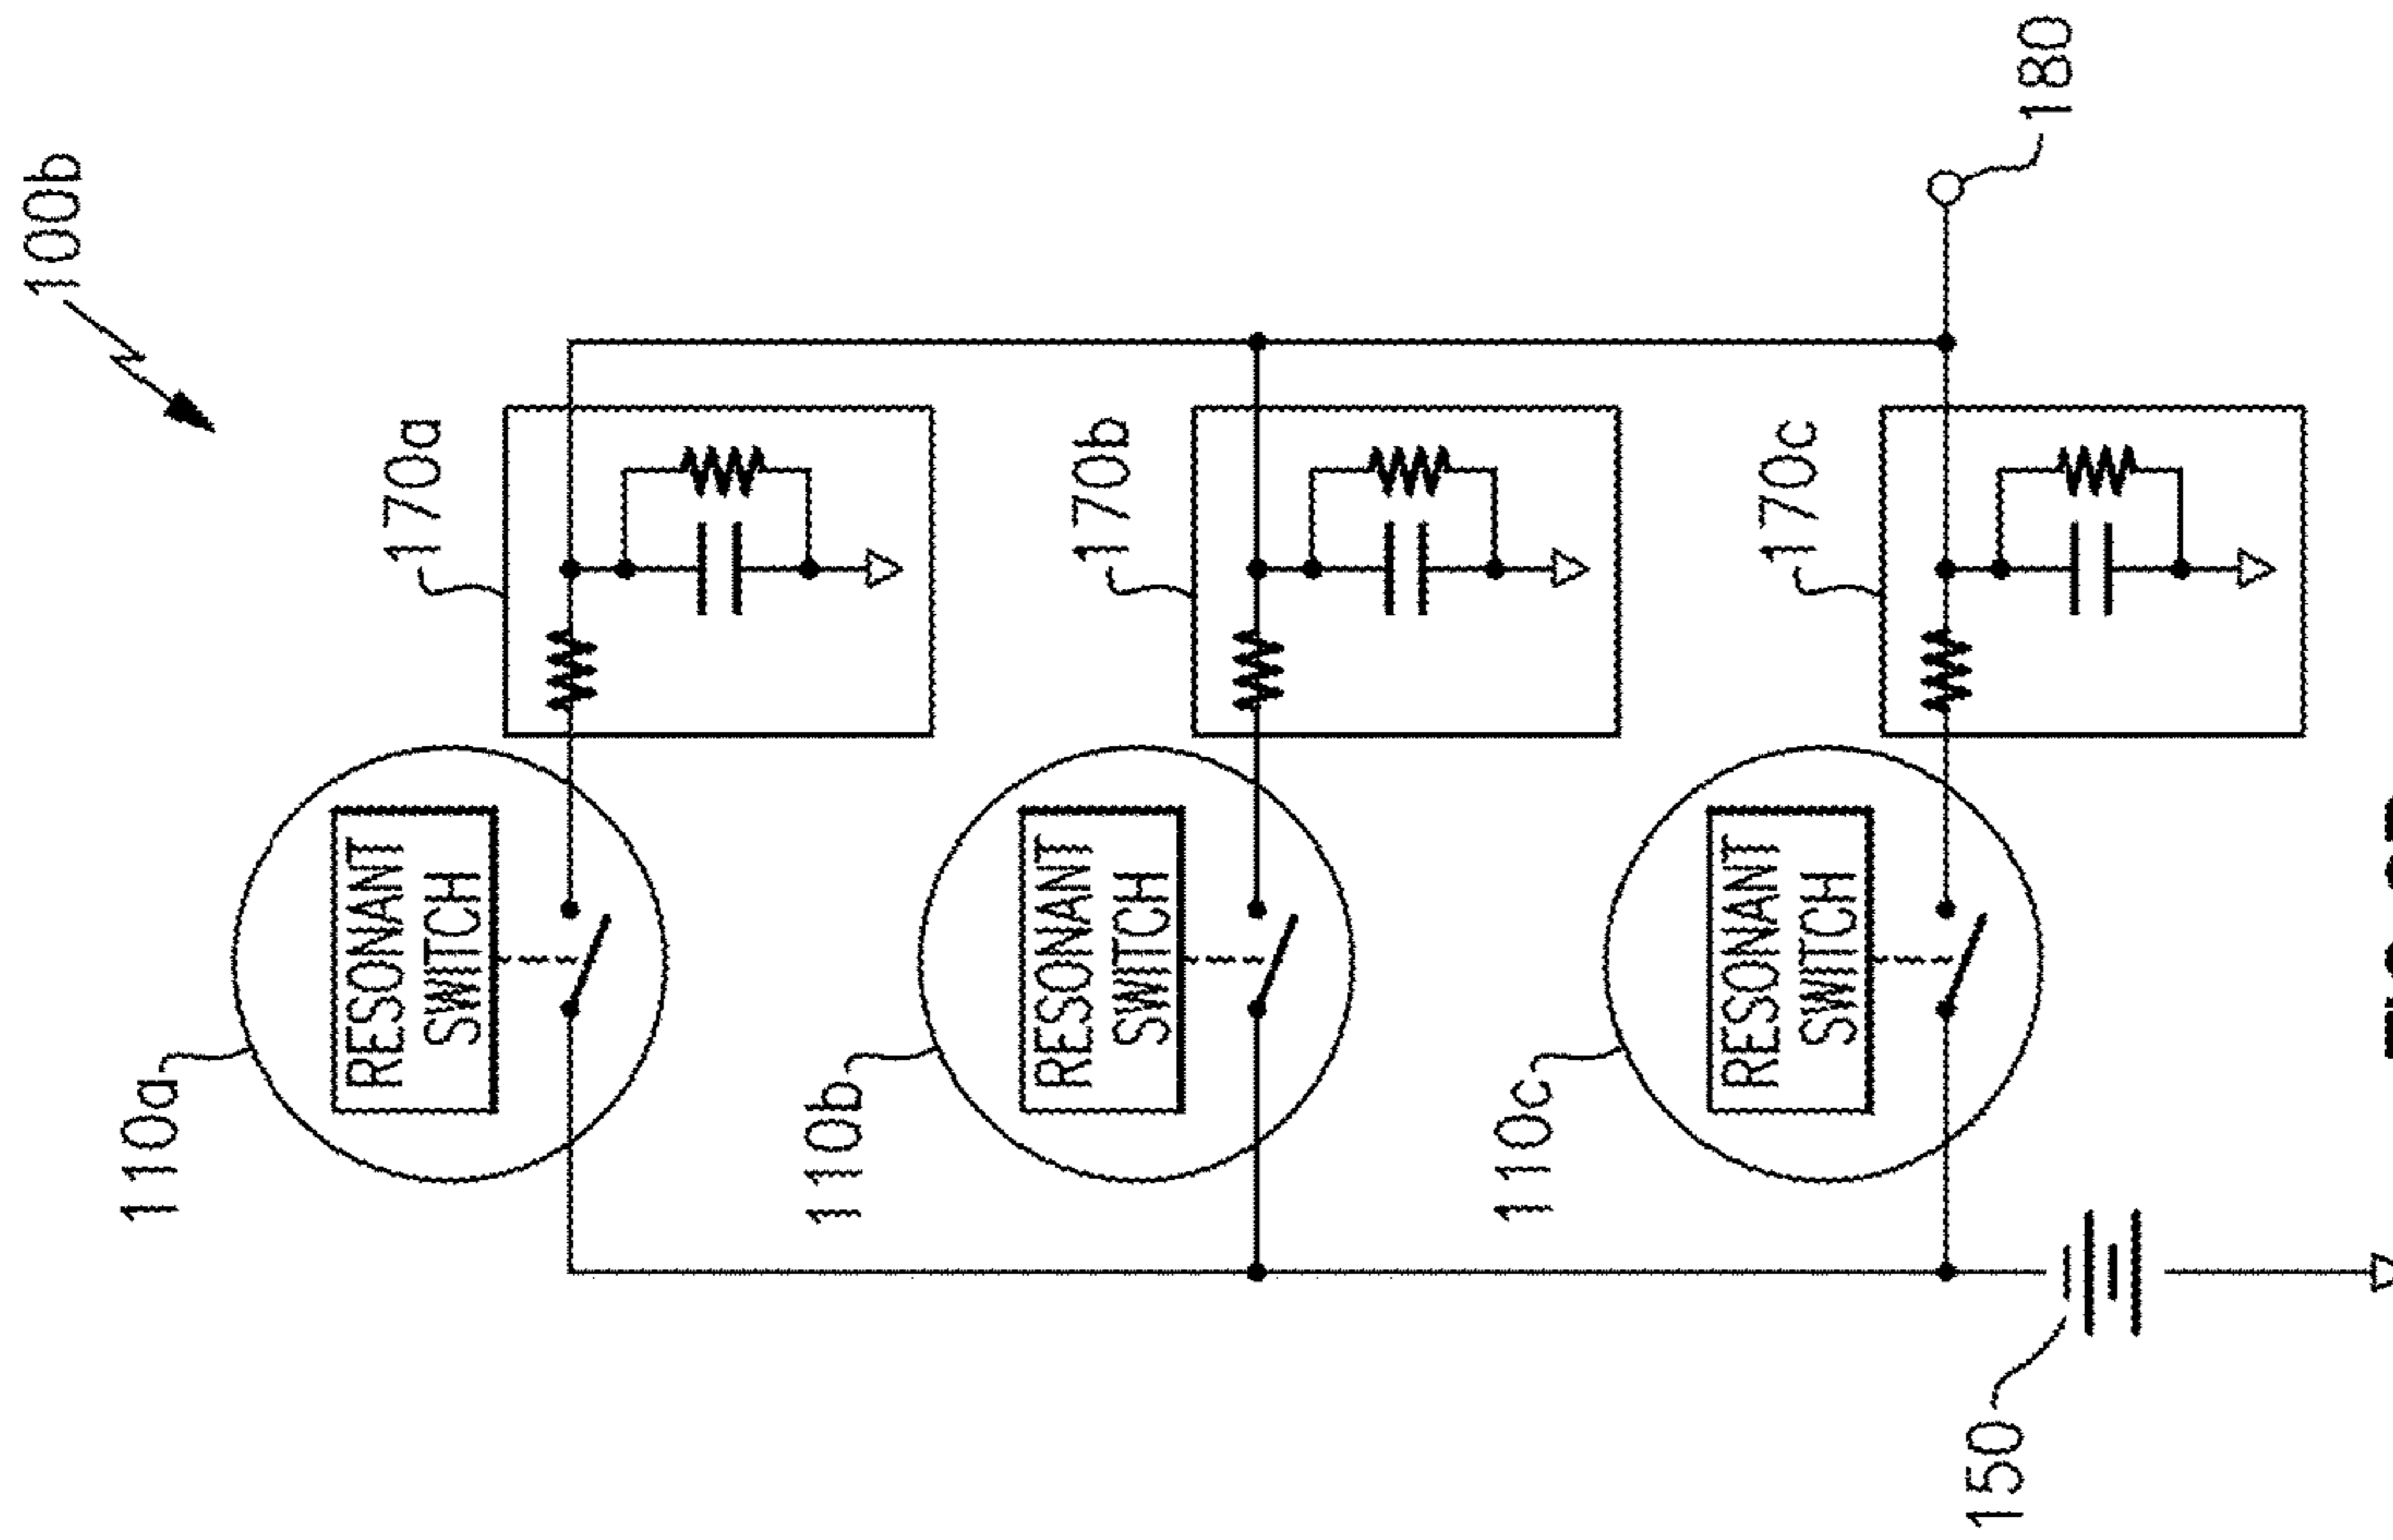 100b
110a
RESONANT
SWITCH
170a
110b
RESONANT
SWITCH
170b
110c
RESONANT
SWITCH
170c
150
180